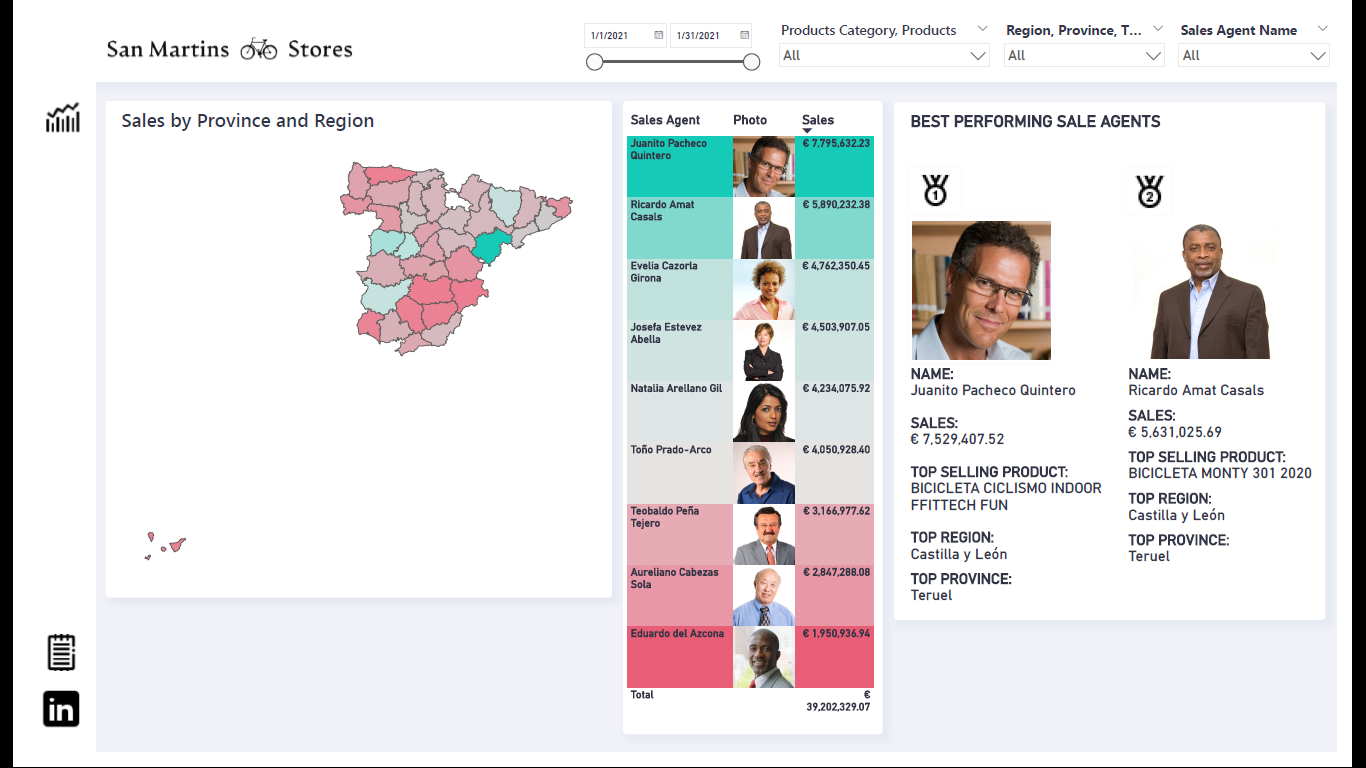 San Martins Stores
1/1/2021
1/31/2021
Products Category, Products
All
Region, Province, T...
All
Sales Agent Name
All
Sales by Province and Region
Sales Agent Photo Sales
Juanito Pacheco
Quintero
€ 7,795,632.23
Ricardo Amat
Casals
€ 5,890,232.38
Evelia Cazorla
Girona
€ 4,762,350.45
Josefa Estevez
Abella
€ 4,503,907.05
Natalia Arellano Gil
€ 4,234,075.92
Toño Prado-Arco
€ 4,050,928.40
Teobaldo Peña
Tejero
€ 3,166,977.62
Aureliano Cabezas
Sola
€ 2,847,288.08
Eduardo del Azcona
€ 1,950,936.94
Total
€
39,202,329.07
BEST PERFORMING SALE AGENTS
1
NAME:
Juanito Pacheco Quintero
SALES:
€ 7,529,407.52
TOP SELLING PRODUCT:
BICICLETA CICLISMO INDOOR
FFITTECH FUN
TOP REGION:
Castilla y León
TOP PROVINCE:
Teruel
2
NAME:
Ricardo Amat Casals
SALES:
€ 5,631,025.69
TOP SELLING PRODUCT:
BICICLETA MONTY 301 2020
TOP REGION:
Castilla y León
TOP PROVINCE:
Teruel
in